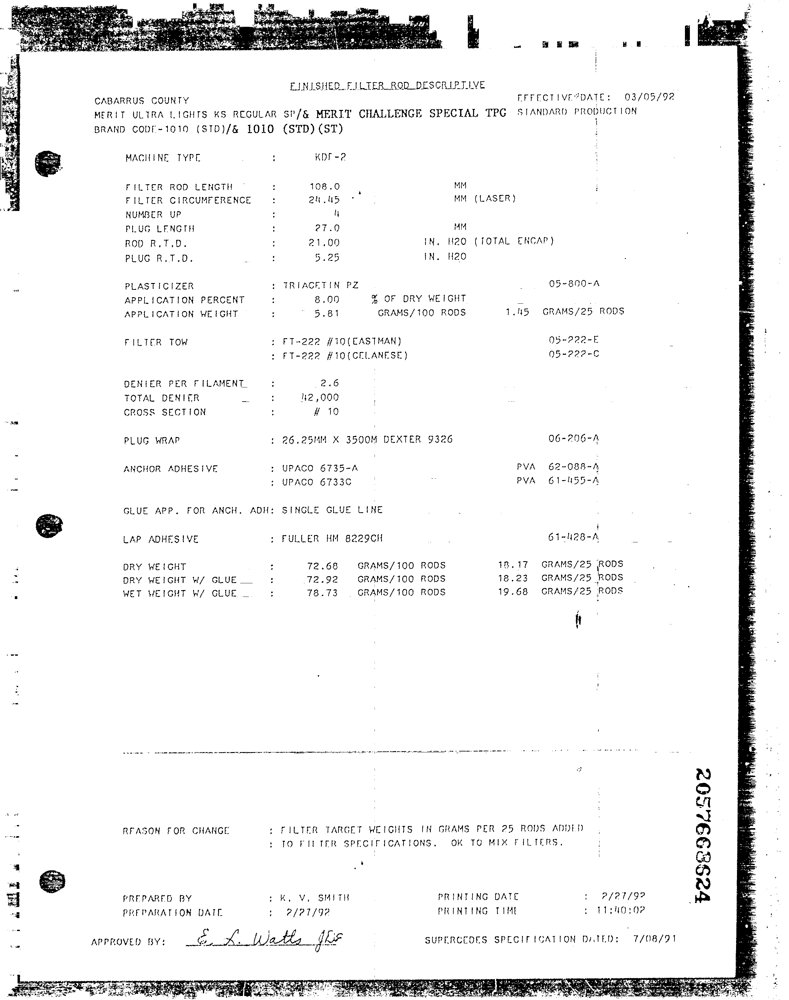 FINISHED FILTER ROD DESCRIPTIVE
CABARRUS COUNTY EFFECTIVE DATE: 03/05/92
MERIT ULTRA LIGHTS KS REGULAR SP/& MERIT CHALLENGE SPECIAL TPG STANDARD PRODUCTION
BRAND CODE-1010 (STD)/& 1010 (STD)(ST)
MACHINE TYPE : KDF-2
FILTER ROD LENGTH : 108.0 MM
FILTER CIRCUMFERENCE : 24.45 MM (LASER)
NUMBER UP : 4
PLUG LENGTH : 27.0 MM
ROD R.T.D. : 21.00 IN. H2O (TOTAL ENCAP)
PLUG R.T.D. : 5.25 IN. H2O
PLASTICIZER : TRIACETIN PZ 05-800-A
APPLICATION PERCENT : 8.00 % OF DRY WEIGHT
APPLICATION WEIGHT : 5.81 GRAMS/100 RODS 1.45 GRAMS/25 RODS
FILTER TOW : FT-222 #10(EASTMAN) 05-222-E
: FT-222 #10(CELANESE) 05-222-C
DENIER PER FILAMENT : 2.6
TOTAL DENIER : 42,000
CROSS SECTION : # 10
PLUG WRAP : 26.25MM X 3500M DEXTER 9326 06-206-A
ANCHOR ADHESIVE : UPACO 6735-A PVA 62-088-A
: UPACO 6733C PVA 61-455-A
GLUE APP. FOR ANCH. ADH: SINGLE GLUE LINE
LAP ADHESIVE : FULLER HM 8229CH 61-428-A
DRY WEIGHT : 72.68 GRAMS/100 RODS 18.17 GRAMS/25 RODS
DRY WEIGHT W/ GLUE : 72.92 GRAMS/100 RODS 18.23 GRAMS/25 RODS
WET WEIGHT W/ GLUE : 78.73 GRAMS/100 RODS 19.68 GRAMS/25 RODS
REASON FOR CHANGE : FILTER TARGET WEIGHTS IN GRAMS PER 25 RODS ADDED
: TO FILTER SPECIFICATIONS. OK TO MIX FILTERS.
PREPARED BY : K. V. SMITH PRINTING DATE : 2/27/92
PREPARATION DATE : 2/27/92 PRINTING TIME : 11:40:02
APPROVED BY: E. L. Watts SUPERCEDES SPECIFICATION DATED: 7/08/91
2057668624